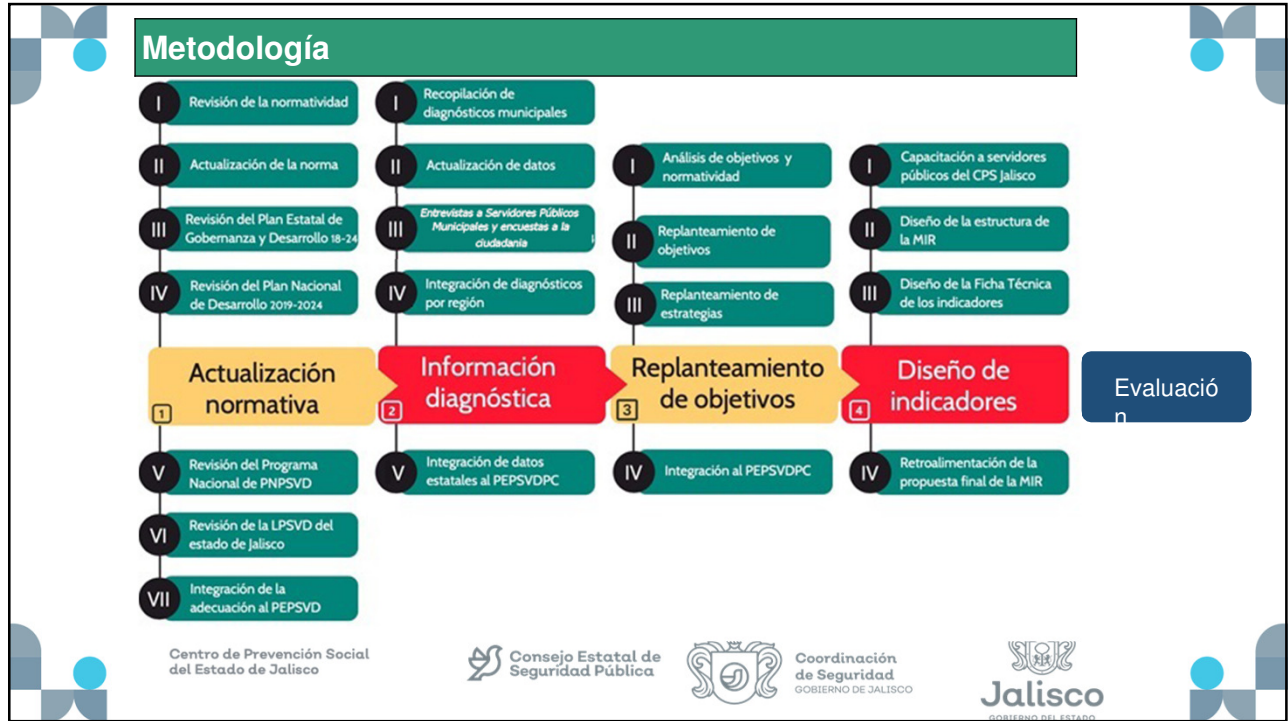 Metodología
I
Revisión de la normatividad
II
Actualización de la norma
III
Revisión del Plan Estatal de
Gobernanza y Desarrollo 18-24
IV
Revisión del Plan Nacional
de Desarrollo 2019-2024
Actualización
normativa
1
V
Revisión del Programa
Nacional de PNPSVD
VI
Revisión de la LPSVD del
estado de Jalisco
VII
Integración de la
adecuación al PEPSVD
I
Recopilación de
diagnósticos municipales
II
Actualización de datos
III
Entrevistas a Servidores Públicos
Municipales y encuestas a la
ciudadania
IV
Integración de diagnósticos
por región
Información
diagnóstica
2
V
Integración de datos
estatales al PEPSVDPC
I
Análisis de objetivos y
normatividad
II
Replanteamiento de
objetivos
III
Replanteamiento de
estrategias
Replanteamiento
de objetivos
3
IV
Integración al PEPSVDPC
I
Capacitación a servidores
públicos del CPS Jalisco
II
Diseño de la estructura de
la MIR
III
Diseño de la Ficha Técnica
de los indicadores
Diseño de
indicadores
4
IV
Retroalimentación de la
propuesta final de la MIR
Evaluació
n
Centro de Prevención Social
del Estado de Jalisco
Consejo Estatal de
Seguridad Pública
Coordinación
de Seguridad
GOBIERNO DE JALISCO
Jalisco
GOBIERNO DEL ESTADO